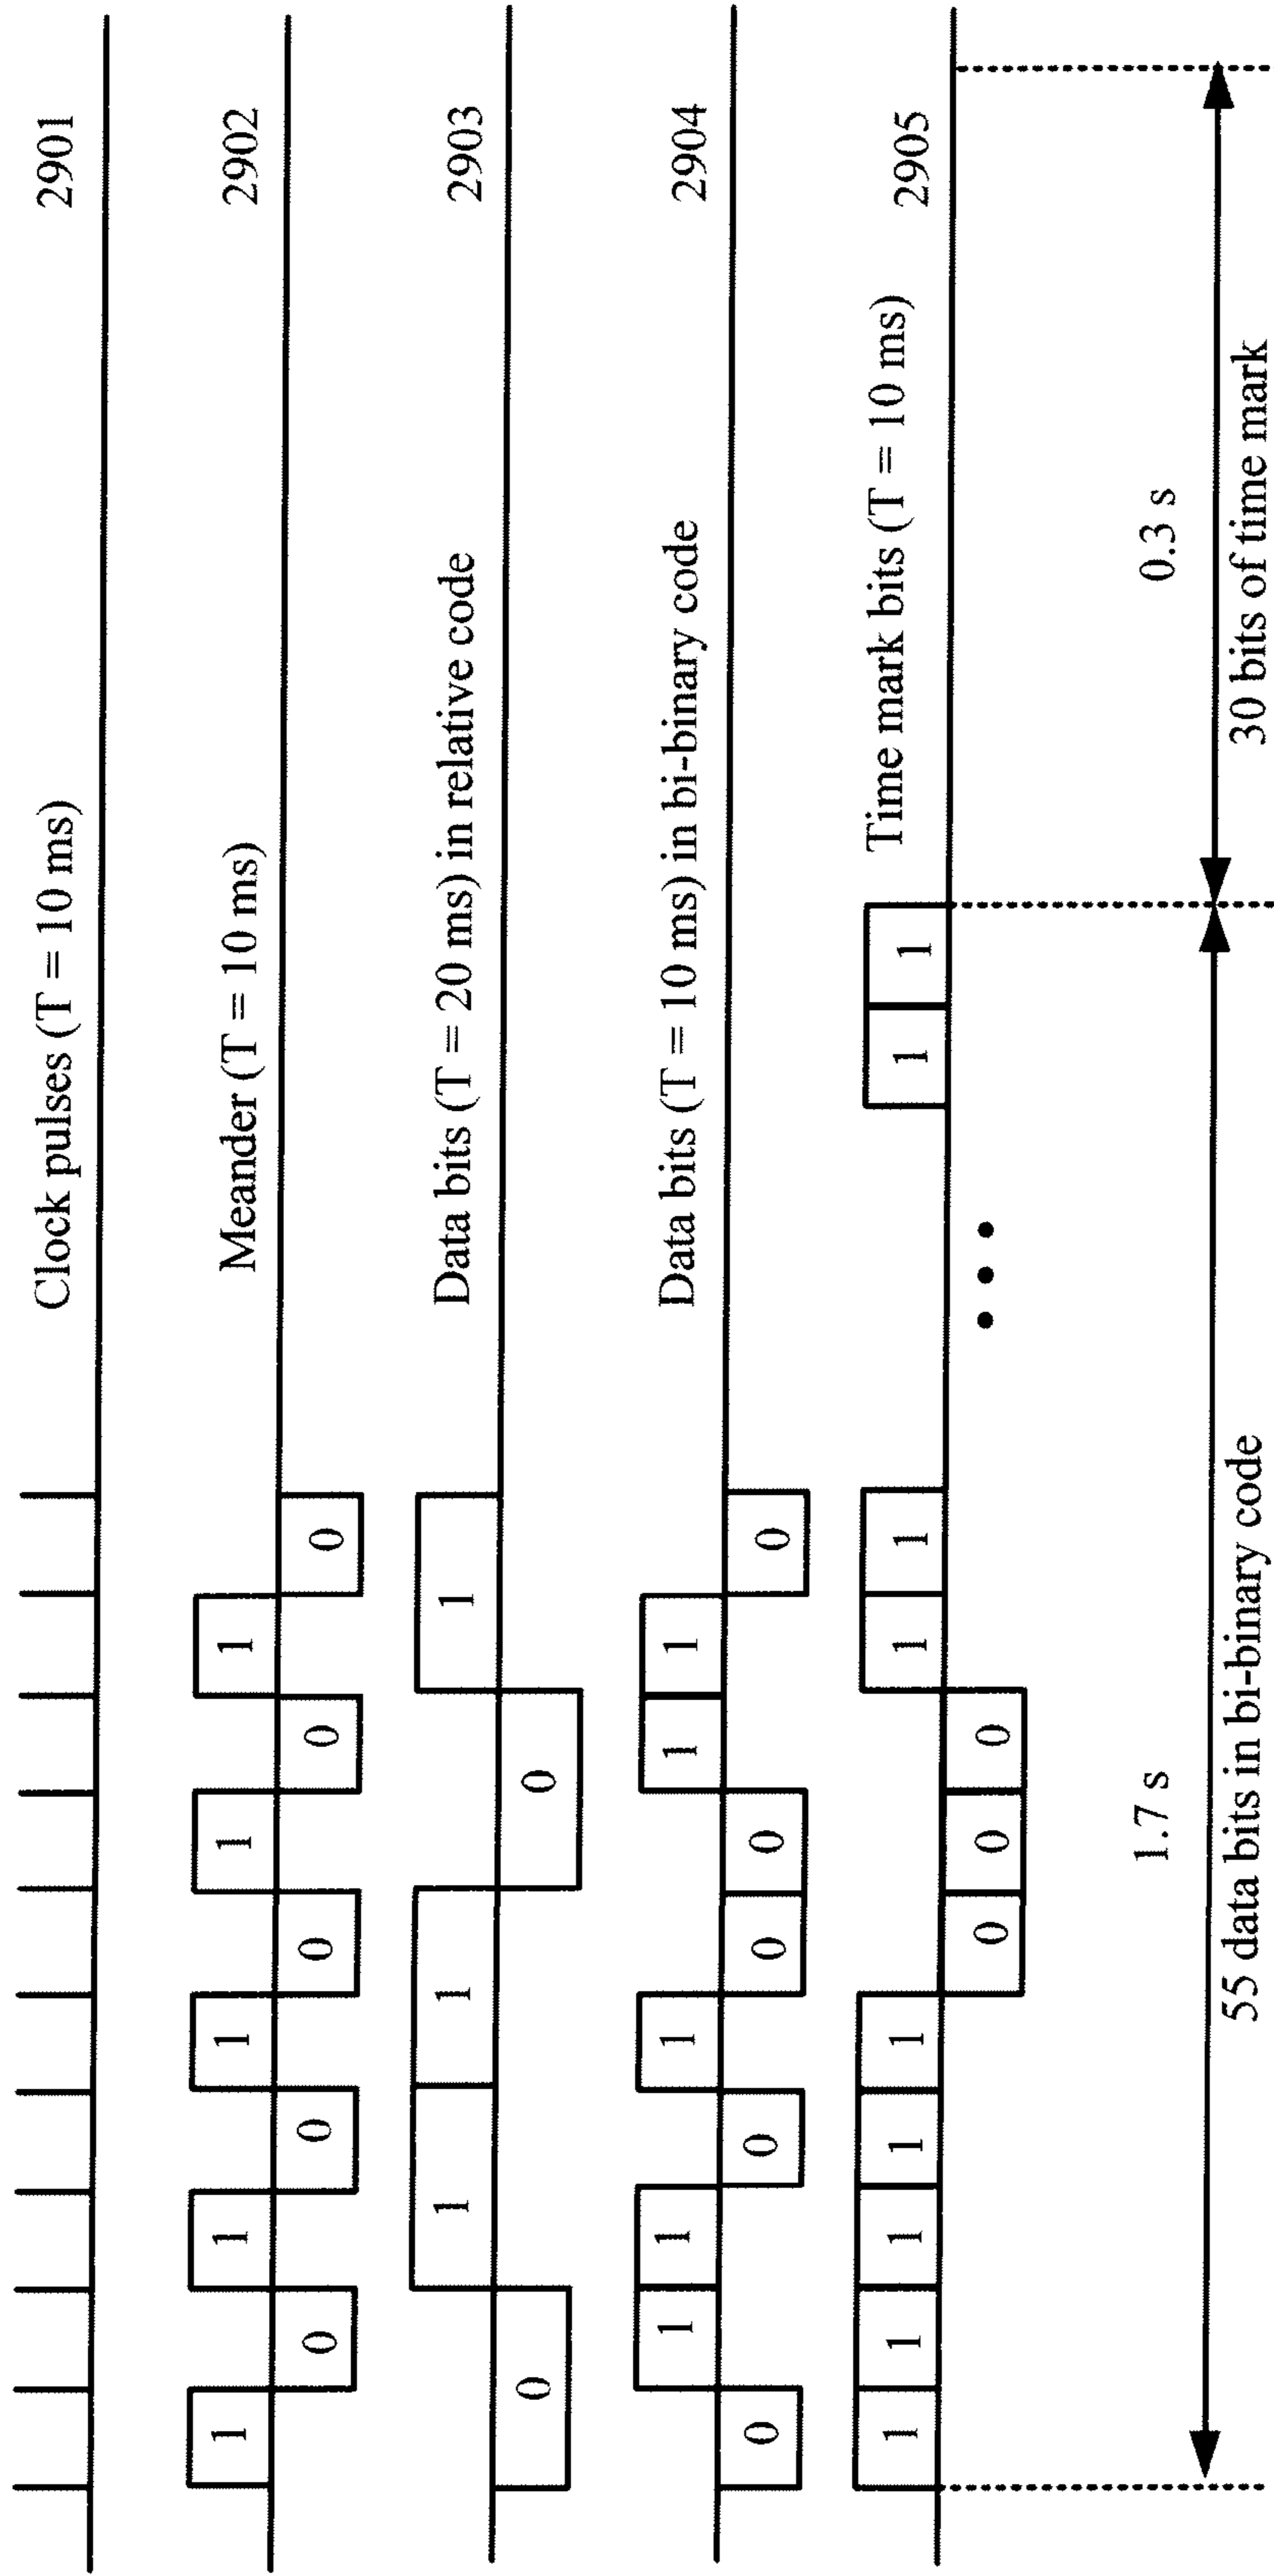 Clock pulses (T = 10 ms) 2901
1 0 1 0 1 0 1 0 1 0 Meander (T = 10 ms) 2902
0 1 1 0 1 Data bits (T = 20 ms) in relative code 2903
0 1 1 0 1 0 0 1 1 0 Data bits (T = 10 ms) in bi-binary code 2904
1 1 1 1 1 0 0 0 1 1 ••• 1 1 Time mark bits (T = 10 ms) 2905
1.7 s 0.3 s
55 data bits in bi-binary code 30 bits of time mark